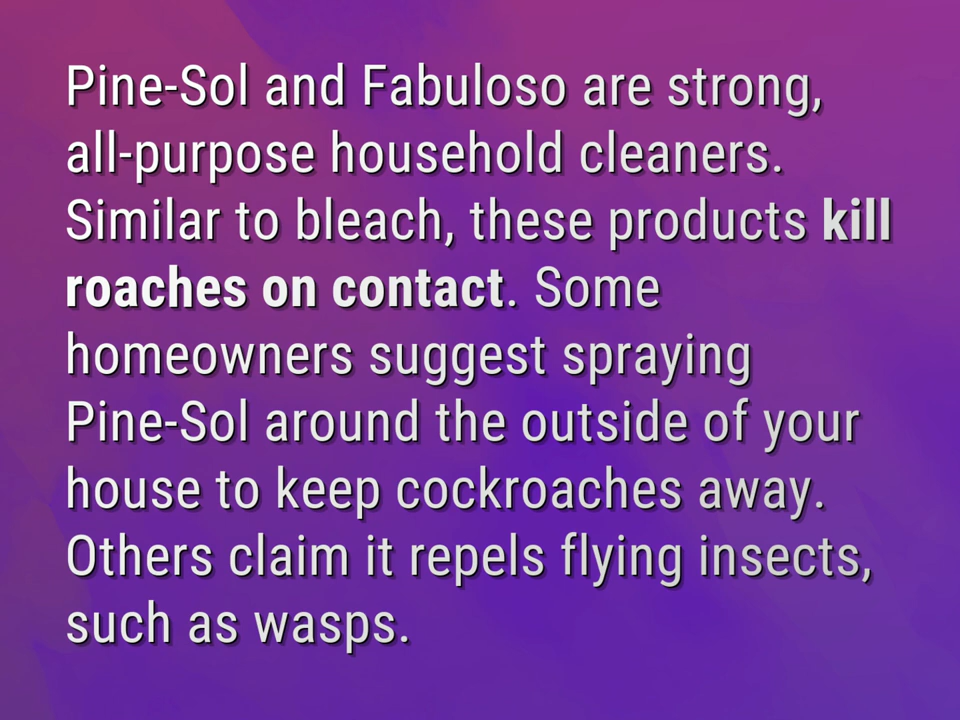 Pine-Sol and Fabuloso are strong,
all-purpose household cleaners.
Similar to bleach, these products kill
roaches on contact. Some
homeowners suggest spraying
Pine-Sol around the outside of your
house to keep cockroaches away.
Others claim it repels flying insects,
such as wasps.